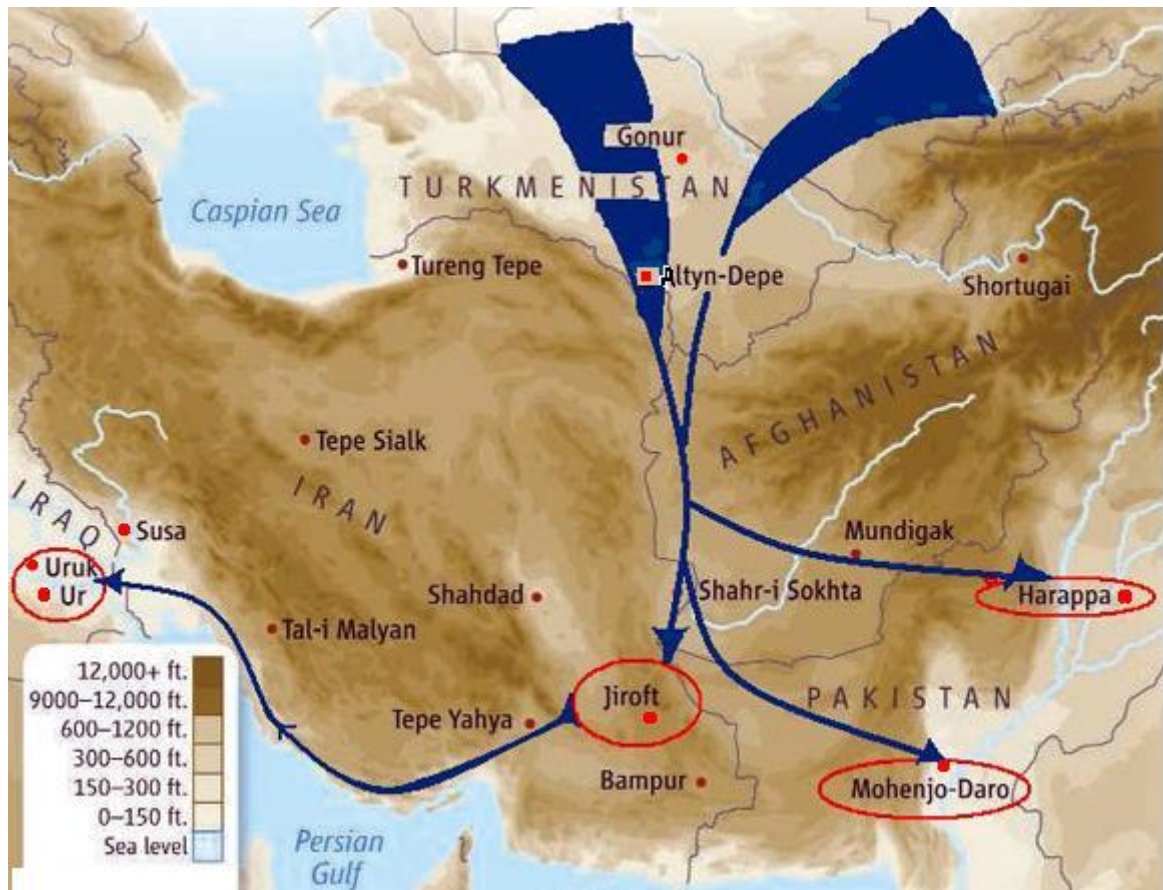 Gonur
TURKMENISTAN
Caspian Sea
Tureng Tepe
Altyn-Depe
Shortugai
AFGHANISTAN
Tepe Sialk
IRAN
IRAQ
Susa
Mundigak
Uruk
Ur
Shahdad
Shahr-i Sokhta
Harappa
Tal-i Malyan
Jiroft
PAKISTAN
Tepe Yahya
Bampur
Mohenjo-Daro
Persian
Gulf
12,000+ ft.
9000–12,000 ft.
600–1200 ft.
300–600 ft.
150–300 ft.
0–150 ft.
Sea level